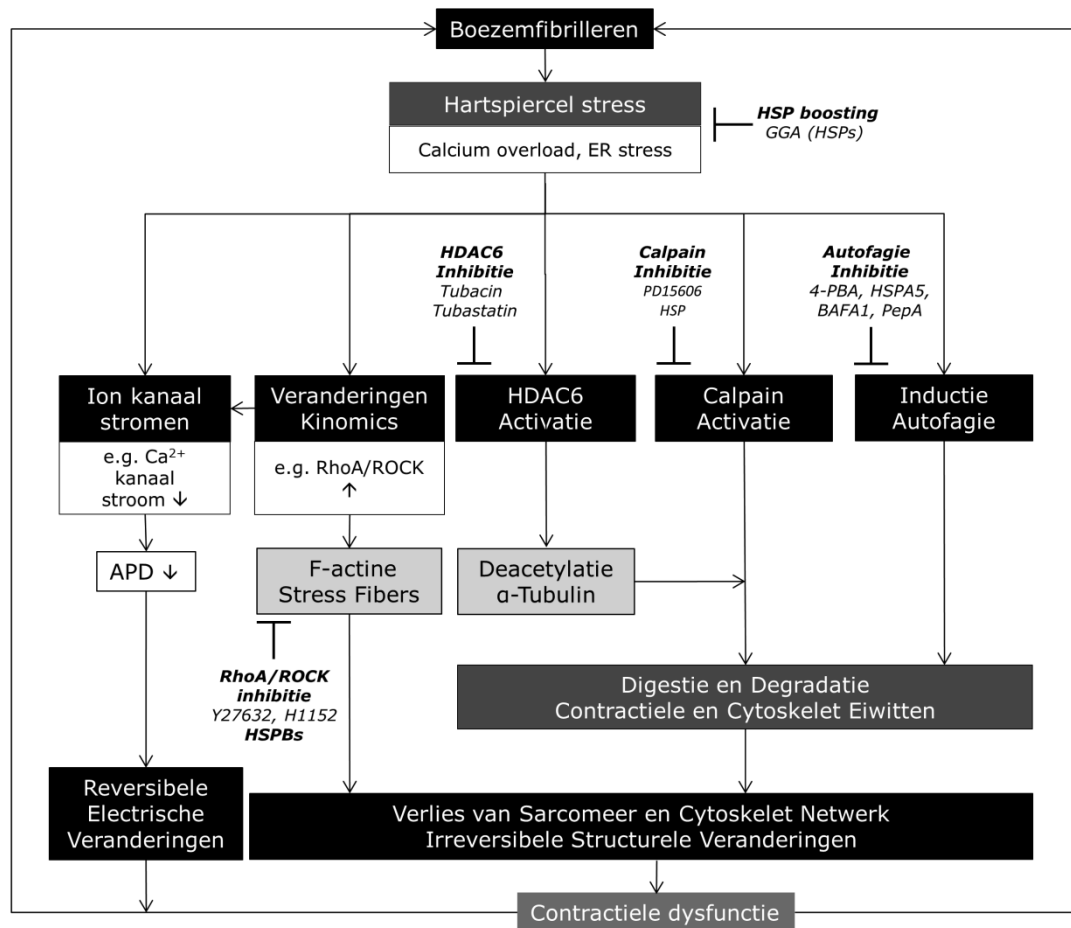 Boezemfibrilleren
Hartspiercel stress
Calcium overload, ER stress
HSP boosting
GGA (HSPs)
HDAC6
Inhibitie
Tubacin
Tubastatin
Calpain
Inhibitie
PD15606
HSP
Autofagie
Inhibitie
4-PBA, HSPA5,
BAFA1, PepA
Ion kanaal
stromen
e.g. Ca²⁺
kanaal
stroom ↓
Veranderingen
Kinomics
e.g. RhoA/ROCK
↑
HDAC6
Activatie
Calpain
Activatie
Inductie
Autofagie
APD ↓
F-actine
Stress Fibers
Deacetylatie
α-Tubulin
RhoA/ROCK
inhibitie
Y27632, H1152
HSPBs
Digestie en Degradatie
Contractiele en Cytoskelet Eiwitten
Reversibele
Electrische
Veranderingen
Verlies van Sarcomeer en Cytoskelet Netwerk
Irreversibele Structurele Veranderingen
Contractiele dysfunctie